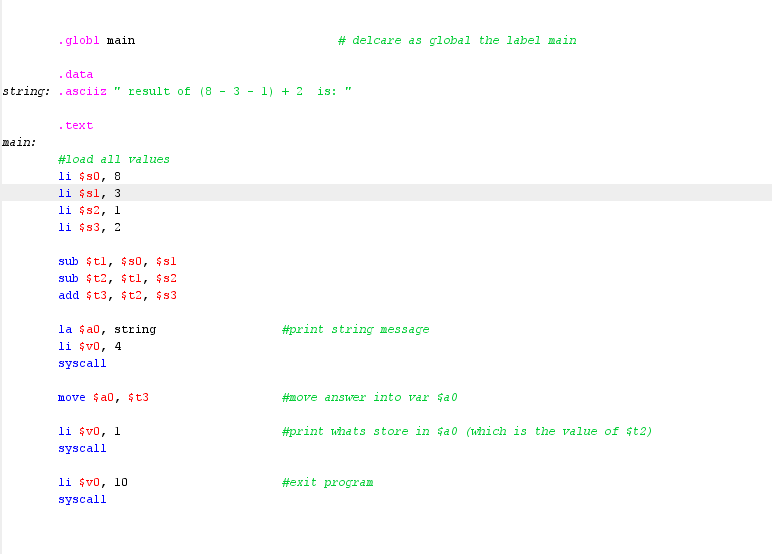 .globl main # delcare as global the label main
.data
string: .asciiz " result of (8 - 3 - 1) + 2  is: "
.text
main:
#load all values
li $s0, 8
li $s1, 3
li $s2, 1
li $s3, 2
sub $t1, $s0, $s1
sub $t2, $t1, $s2
add $t3, $t2, $s3
la $a0, string #print string message
li $v0, 4
syscall
move $a0, $t3 #move answer into var $a0
li $v0, 1 #print whats store in $a0 (which is the value of $t2)
syscall
li $v0, 10 #exit program
syscall